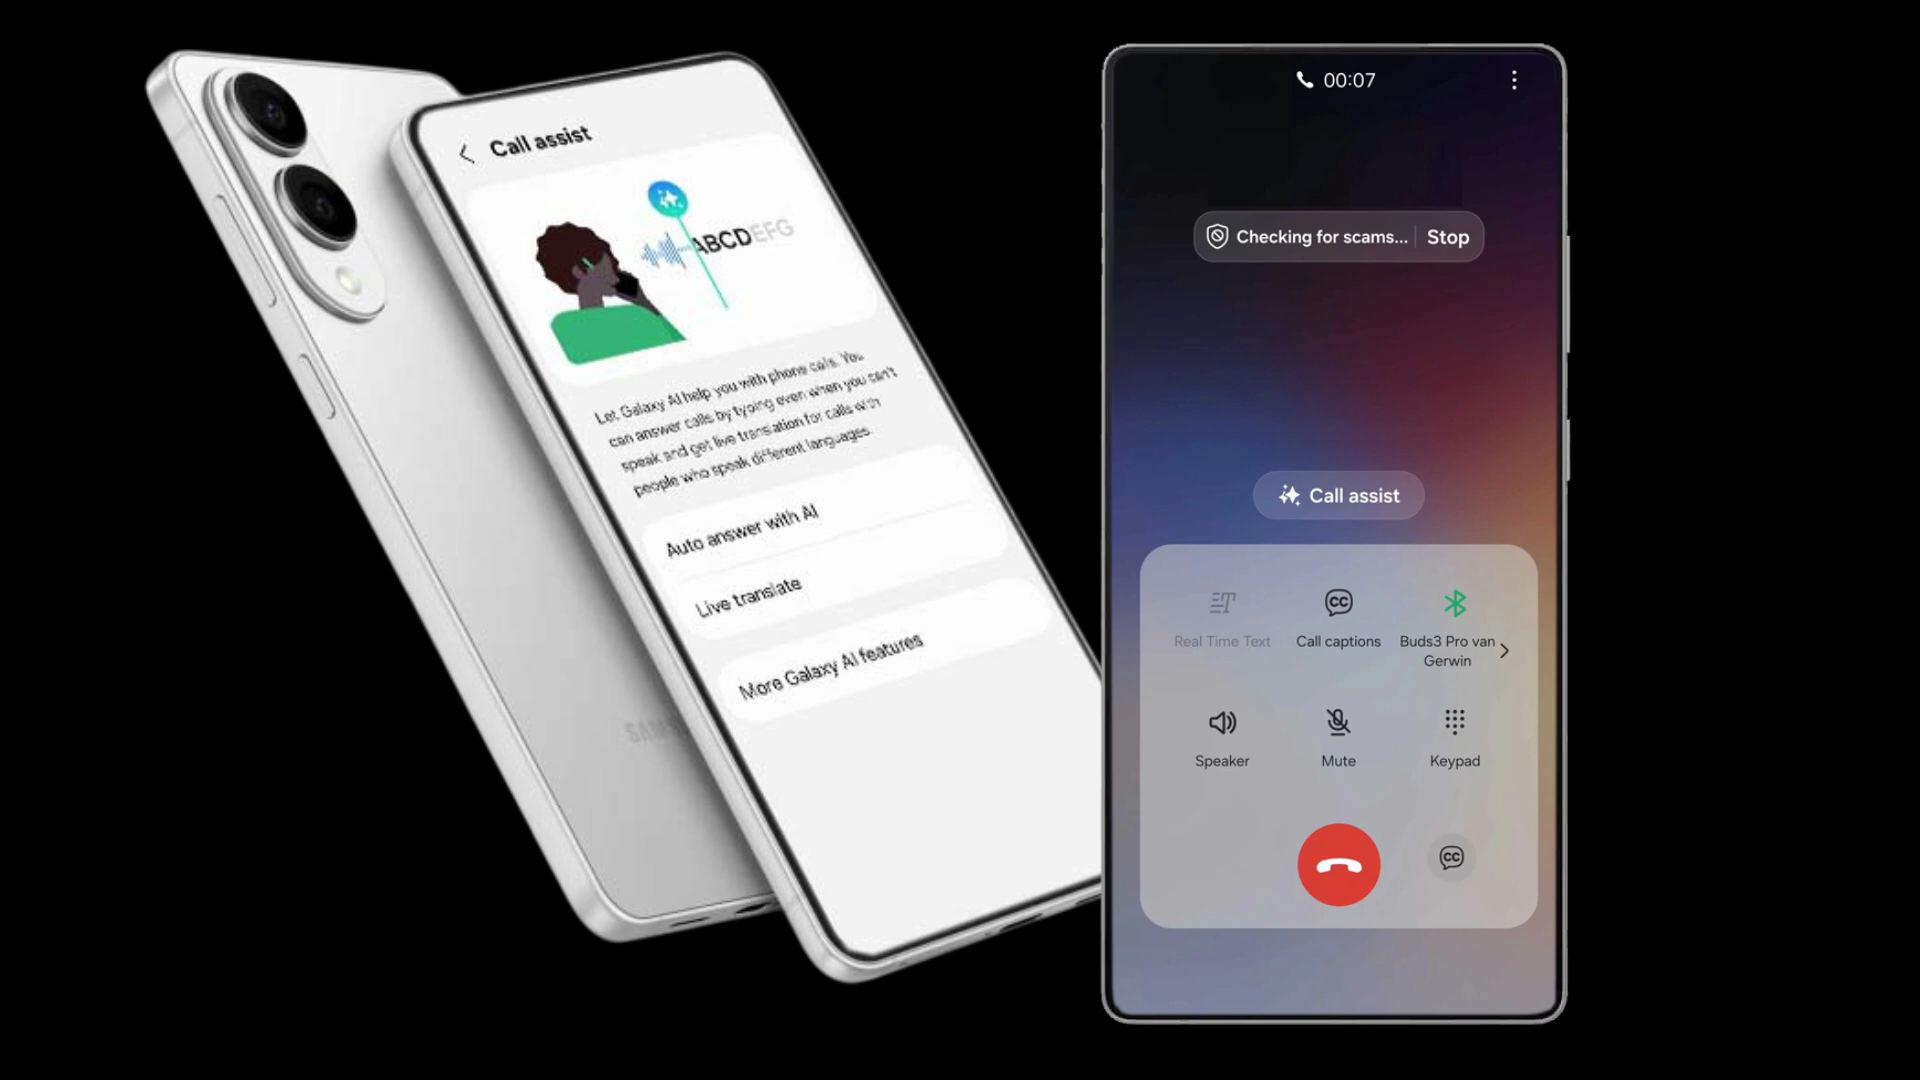 Call assist
ABCDEFG
Let Galaxy AI help you with phone calls. You
can answer calls by typing even when you can't
speak and get live translation for calls with
people who speak different languages.
Auto answer with AI
Live translate
More Galaxy AI features
SAMS
00:07
Checking for scams... Stop
Call assist
Real Time Text
CC
Call captions
Buds3 Pro van
Gerwin
Speaker
Mute
Keypad
CC